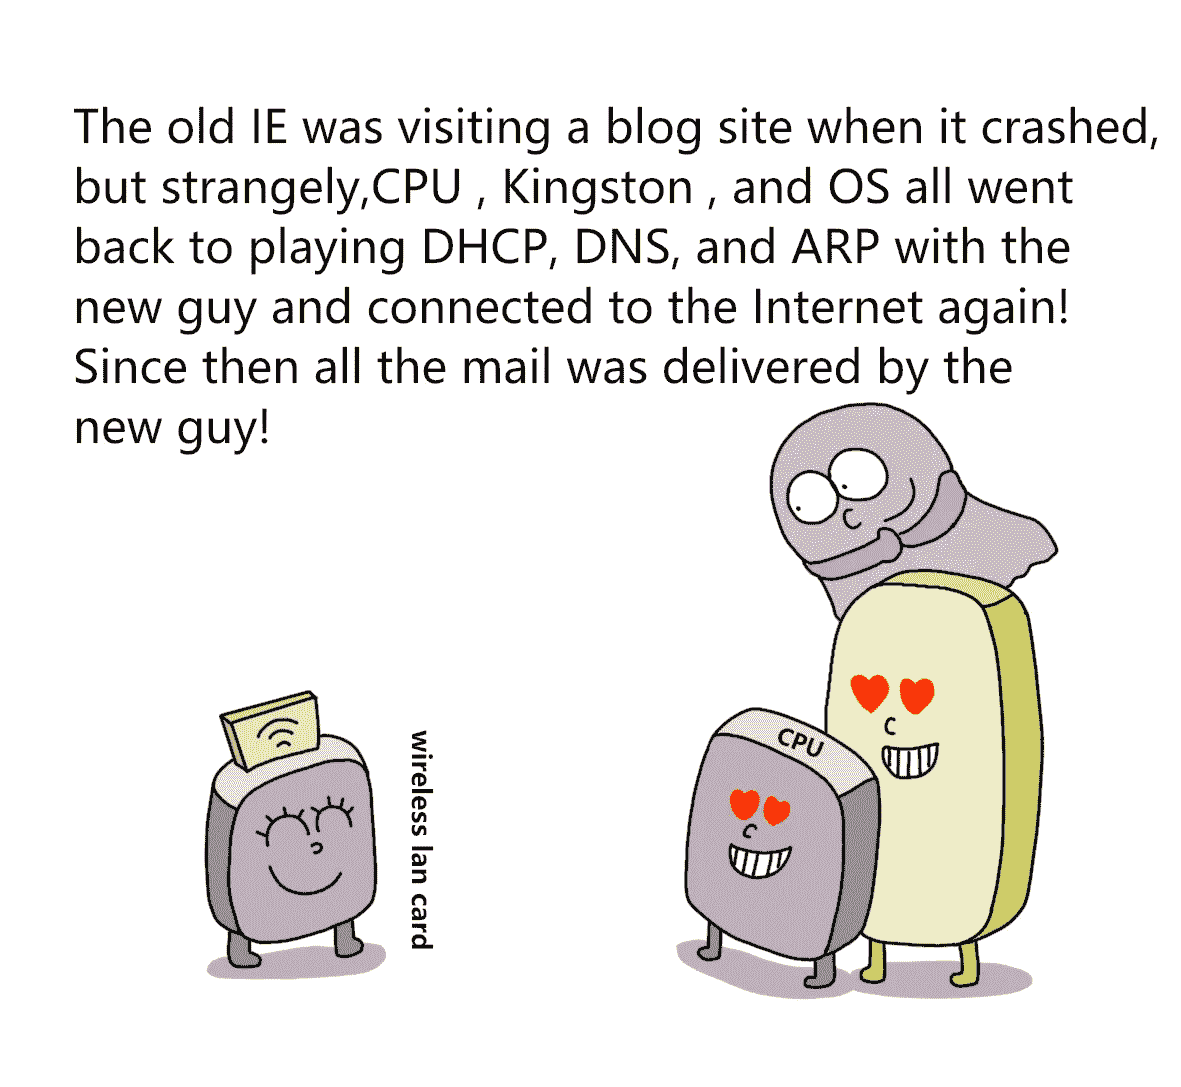 The old IE was visiting a blog site when it crashed,
but strangely,CPU , Kingston , and OS all went
back to playing DHCP, DNS, and ARP with the
new guy and connected to the Internet again!
Since then all the mail was delivered by the
new guy!
wireless lan card
CPU